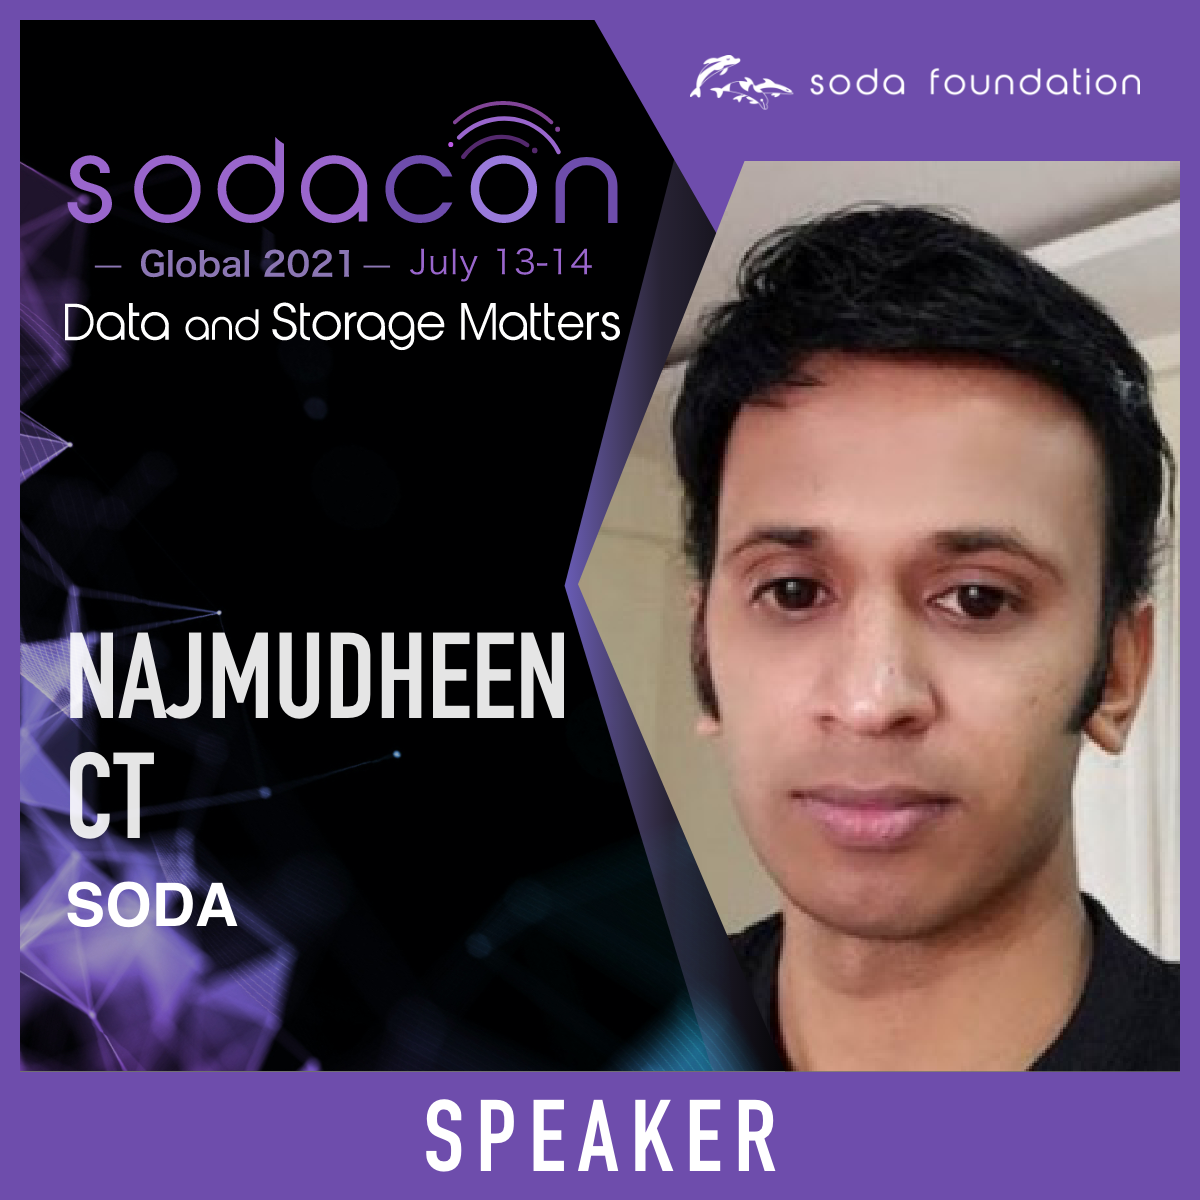 soda foundation
sodacon
— Global 2021 — July 13-14
Data and Storage Matters
NAJMUDHEEN
CT
SODA
SPEAKER